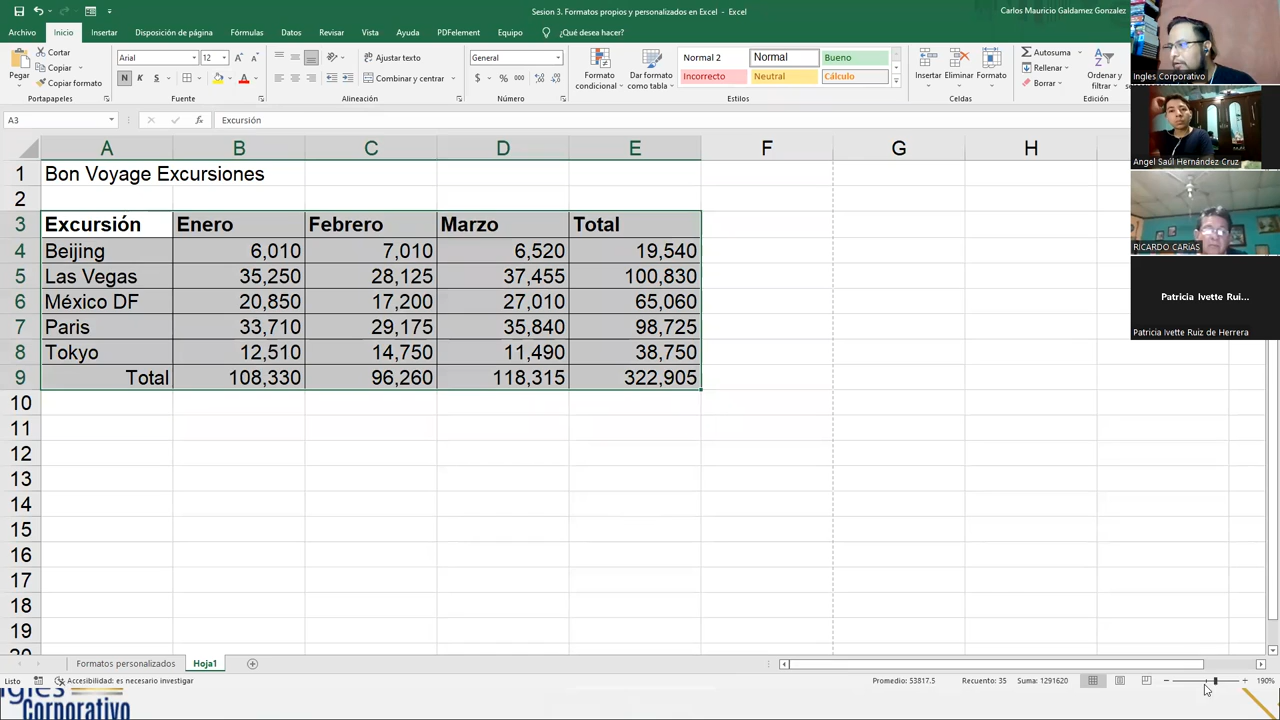 Sesion 3. Formatos propios y personalizados en Excel - Excel
Carlos Mauricio Galdamez Gonzalez
Archivo Inicio Insertar Disposición de página Fórmulas Datos Revisar Vista Ayuda PDFelement Equipo ¿Qué desea hacer?
Pegar
Cortar
Copiar
Copiar formato
Portapapeles
Arial 12
N K S
Fuente
Ajustar texto
Combinar y centrar
Alineación
General
$ % 000
Número
Formato condicional
Dar formato como tabla
Normal 2 Normal Bueno
Incorrecto Neutral Cálculo
Estilos
Insertar Eliminar Formato
Celdas
Autosuma
Rellenar
Borrar
Ordenar y
Edición
A3 Excursión
A B C D E F G H
1 Bon Voyage Excursiones
2
3 Excursión Enero Febrero Marzo Total
4 Beijing 6,010 7,010 6,520 19,540
5 Las Vegas 35,250 28,125 37,455 100,830
6 México DF 20,850 17,200 27,010 65,060
7 Paris 33,710 29,175 35,840 98,725
8 Tokyo 12,510 14,750 11,490 38,750
9 Total 108,330 96,260 118,315 322,905
10
11
12
13
14
15
16
17
18
19
Formatos personalizados Hoja1
Listo Accesibilidad: es necesario investigar Promedio: 53817.5 Recuento: 35 Suma: 1291620 190%
Ingles
Corporativo
Ingles Corporativo
Angel Saúl Hernández Cruz
RICARDO CARIAS
Patricia Ivette Rui...
Patricia Ivette Ruiz de Herrera